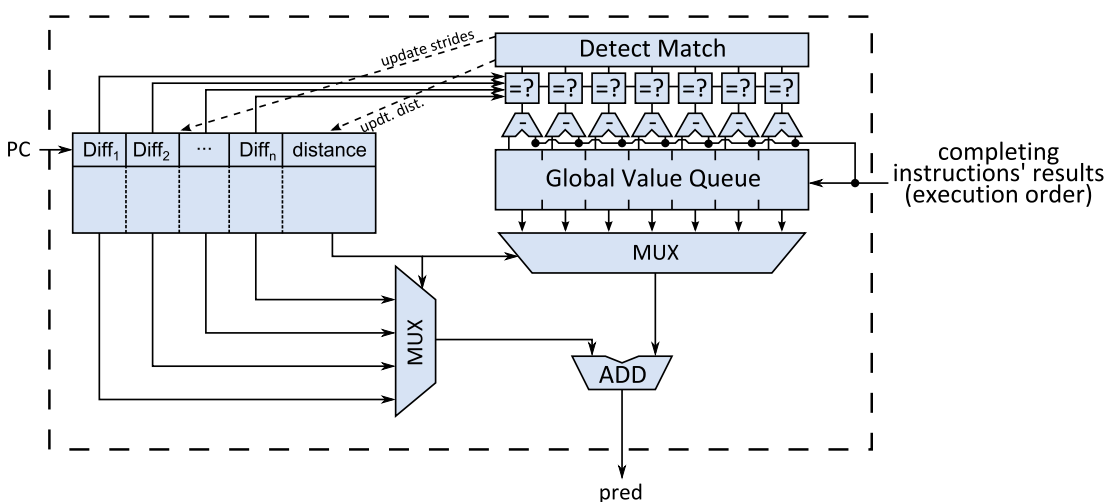 Detect Match
update strides
=? =? =? =? =? =? =?
updt. dist.
- - - - - - -
PC
Diff1 Diff2 ... Diffn distance
Global Value Queue
completing
instructions' results
(execution order)
MUX
MUX
ADD
pred